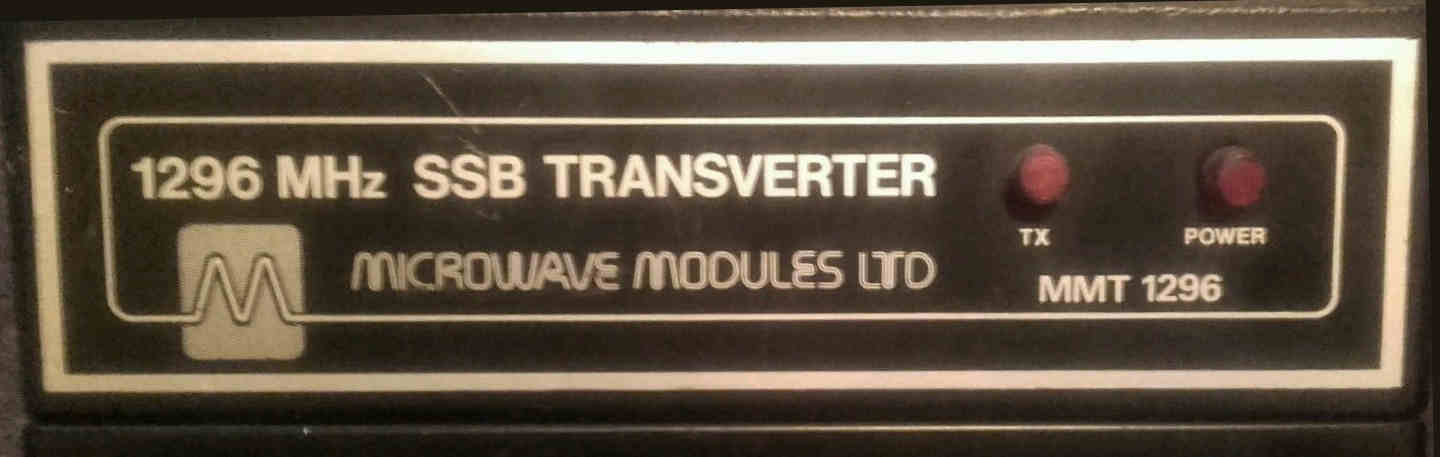 1296 MHz SSB TRANSVERTER
MICROWAVE MODULES LTD
TX
POWER
MMT 1296